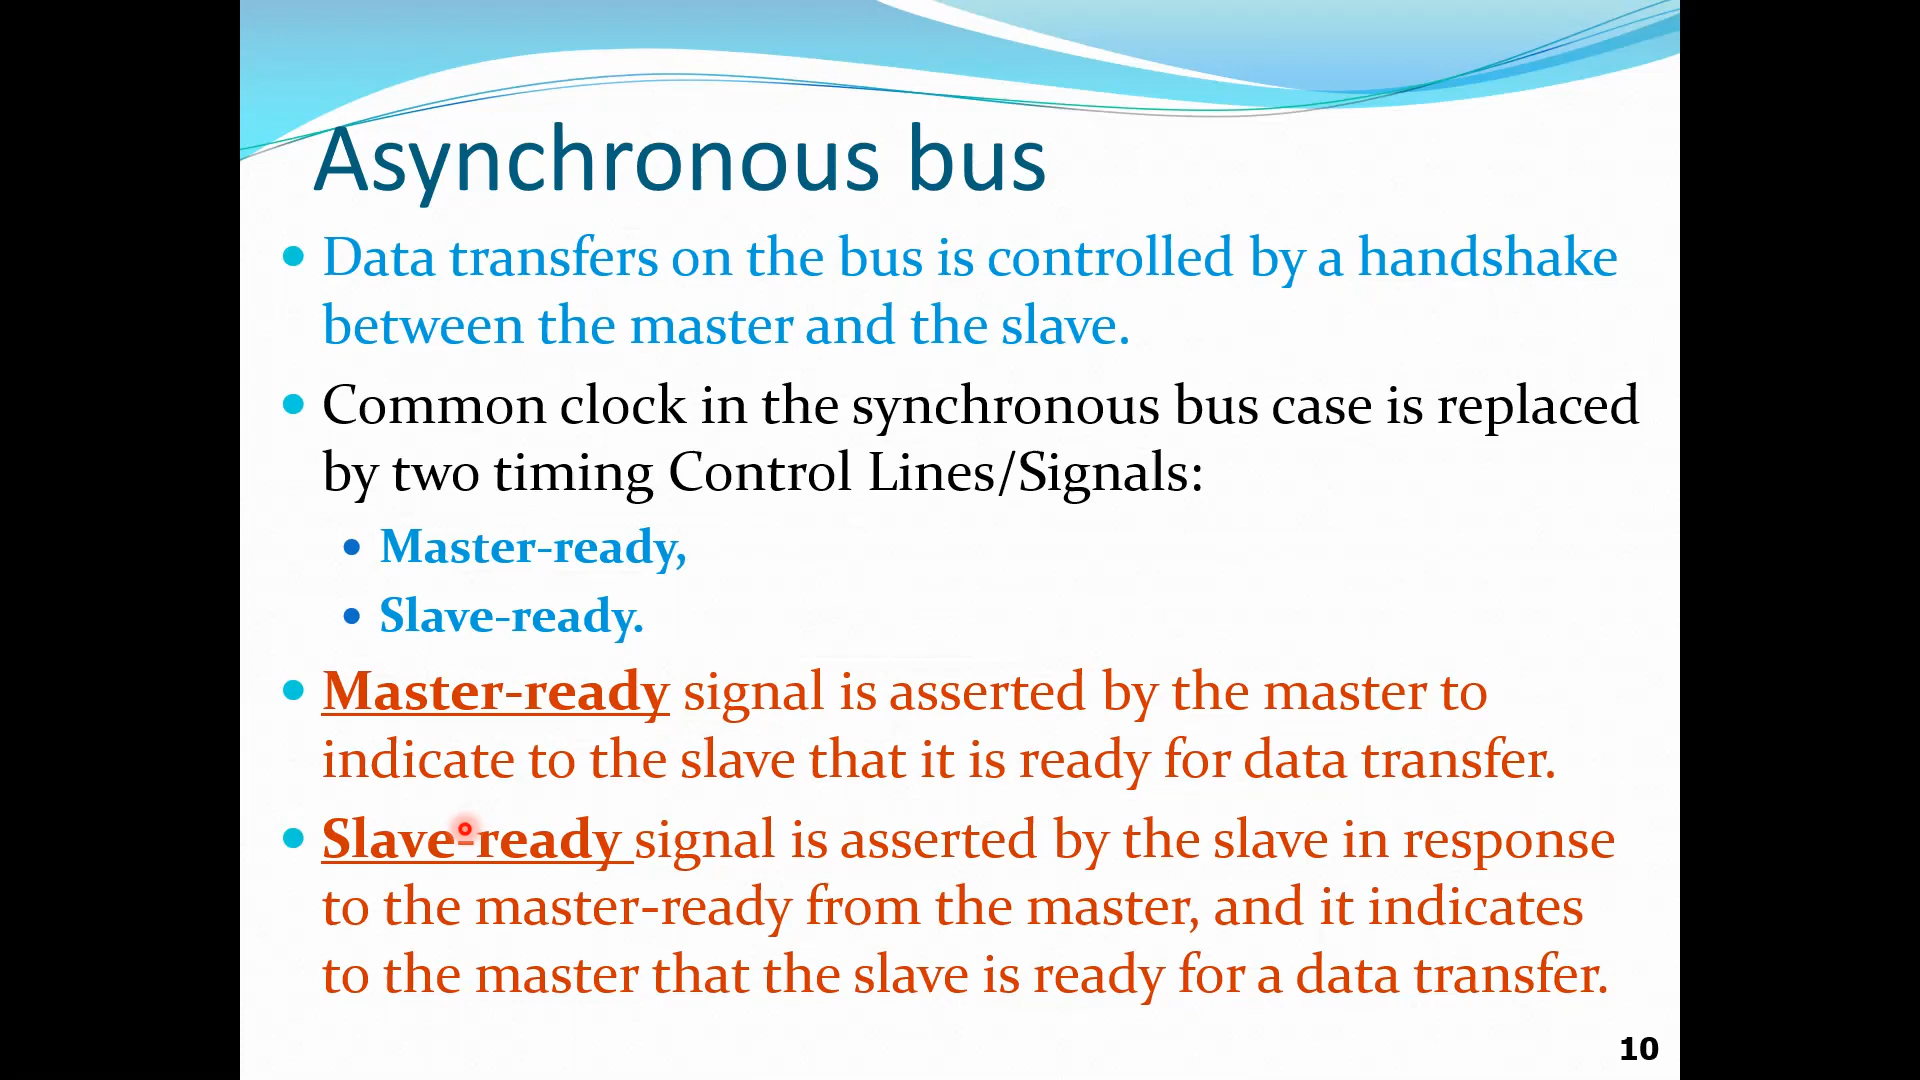 Asynchronous bus
Data transfers on the bus is controlled by a handshake
between the master and the slave.
Common clock in the synchronous bus case is replaced
by two timing Control Lines/Signals:
Master-ready,
Slave-ready.
Master-ready signal is asserted by the master to
indicate to the slave that it is ready for data transfer.
Slave-ready signal is asserted by the slave in response
to the master-ready from the master, and it indicates
to the master that the slave is ready for a data transfer.
10